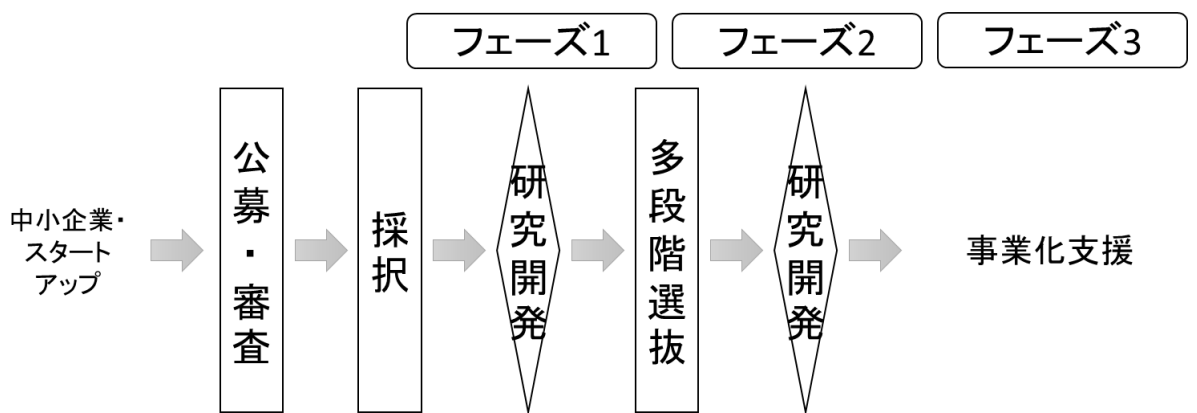 フェーズ1
フェーズ2
フェーズ3
中小企業・
スタート
アップ
公募・審査
採択
研究開発
多段階選抜
研究開発
事業化支援